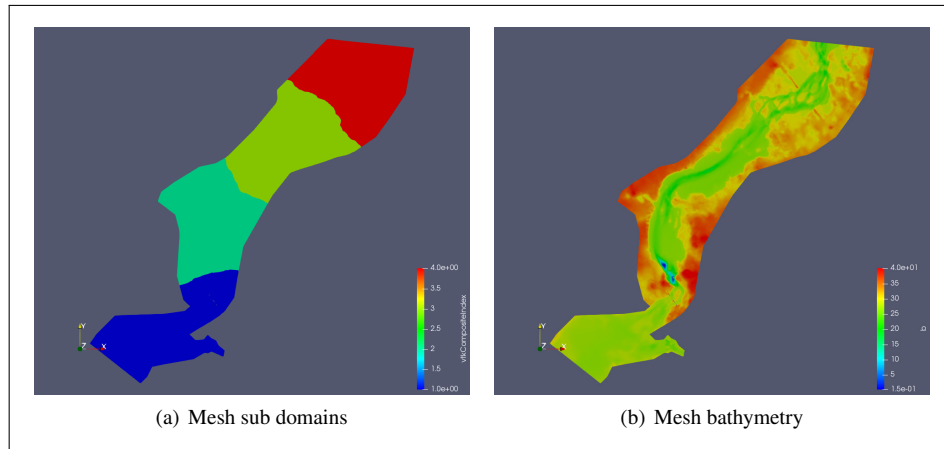 4.0e+00
3.5
3
2.5
2
1.5
1.0e+00
vtkCompositeIndex
Y
Z
X
4.0e+01
35
30
25
20
15
10
5
1.5e-01
b
Y
Z
X
(a) Mesh sub domains
(b) Mesh bathymetry